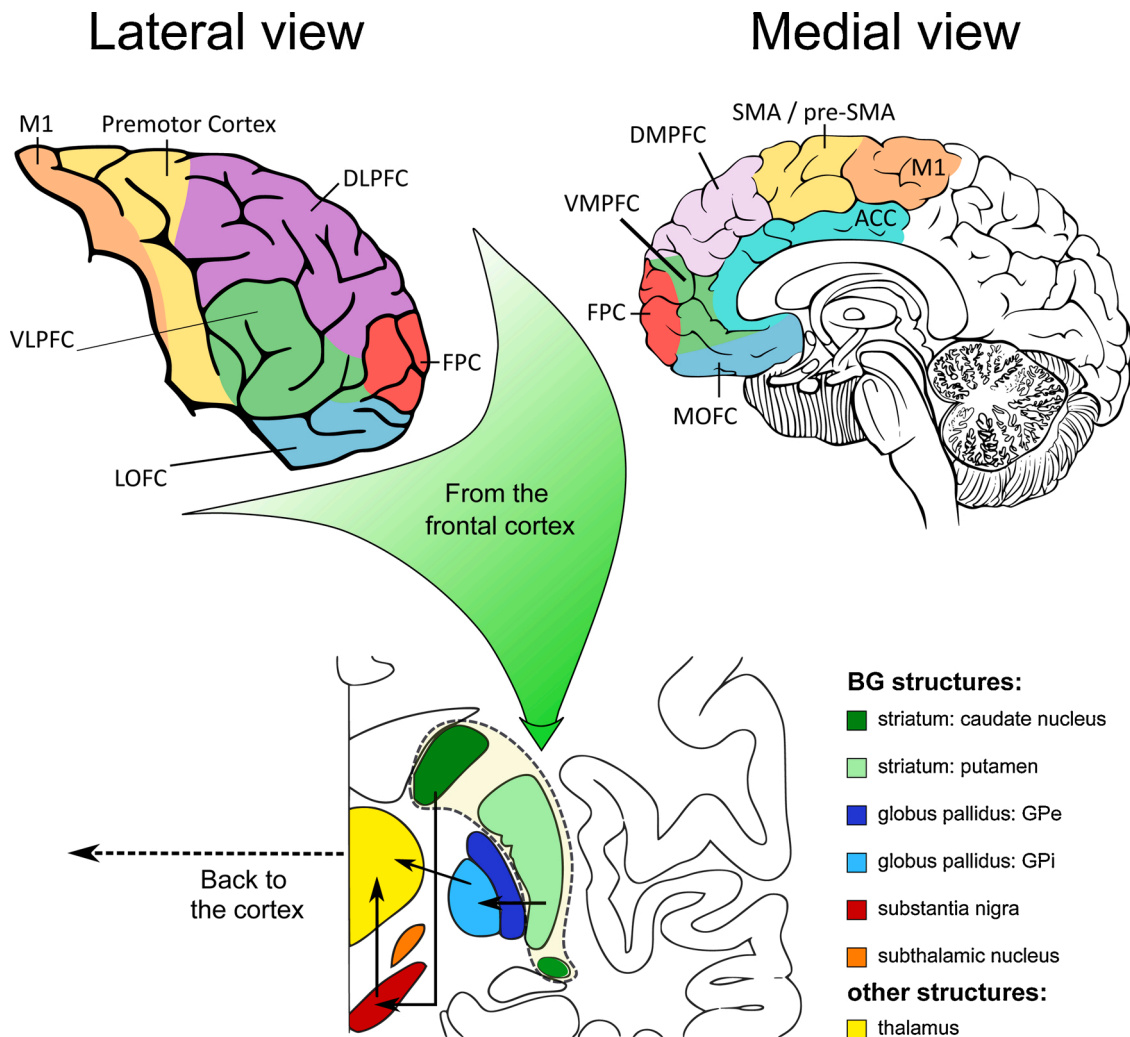 Lateral view
Medial view
M1
Premotor Cortex
DLPFC
VLPFC
FPC
LOFC
SMA / pre-SMA
DMPFC
M1
VMPFC
ACC
FPC
MOFC
From the
frontal cortex
Back to
the cortex
BG structures:
striatum: caudate nucleus
striatum: putamen
globus pallidus: GPe
globus pallidus: GPi
substantia nigra
subthalamic nucleus
other structures:
thalamus